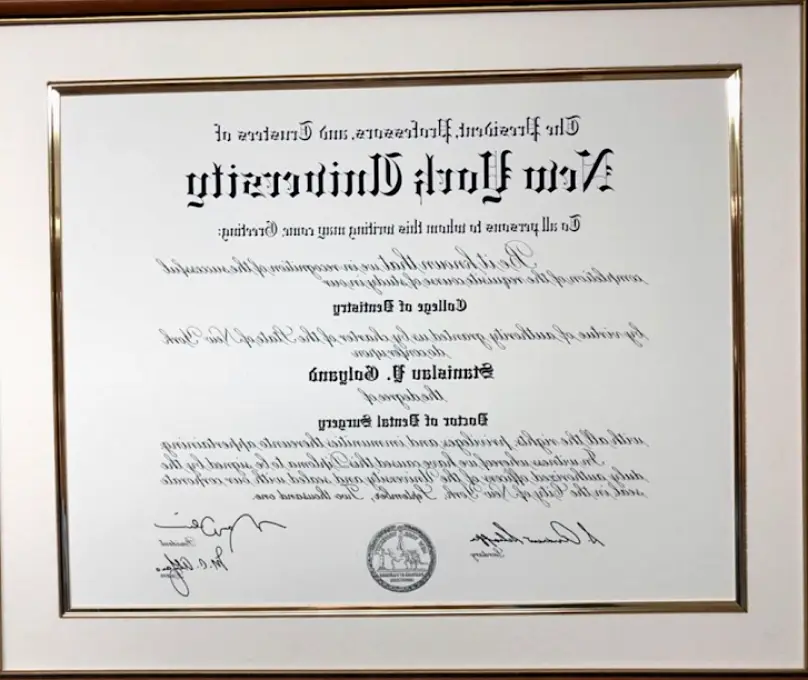 The President, Professors, and Trustees of
New York University
To all persons to whom this writing may come, Greeting:
Be it known, that we, in recognition of the successful
completion of the requisite course of study, in our
College of Dentistry
by virtue of authority granted us by charter of the State of New York
do confer upon
Stanislav Golyand
the degree of
Doctor of Dental Surgery
with all the rights, privileges, and immunities thereunto appertaining
In witness whereof, we have caused this Diploma to be signed by the
duly authorized officers of the University and sealed with our corporate
seal, in the City of New York, September, Two thousand one.
Secretary
President